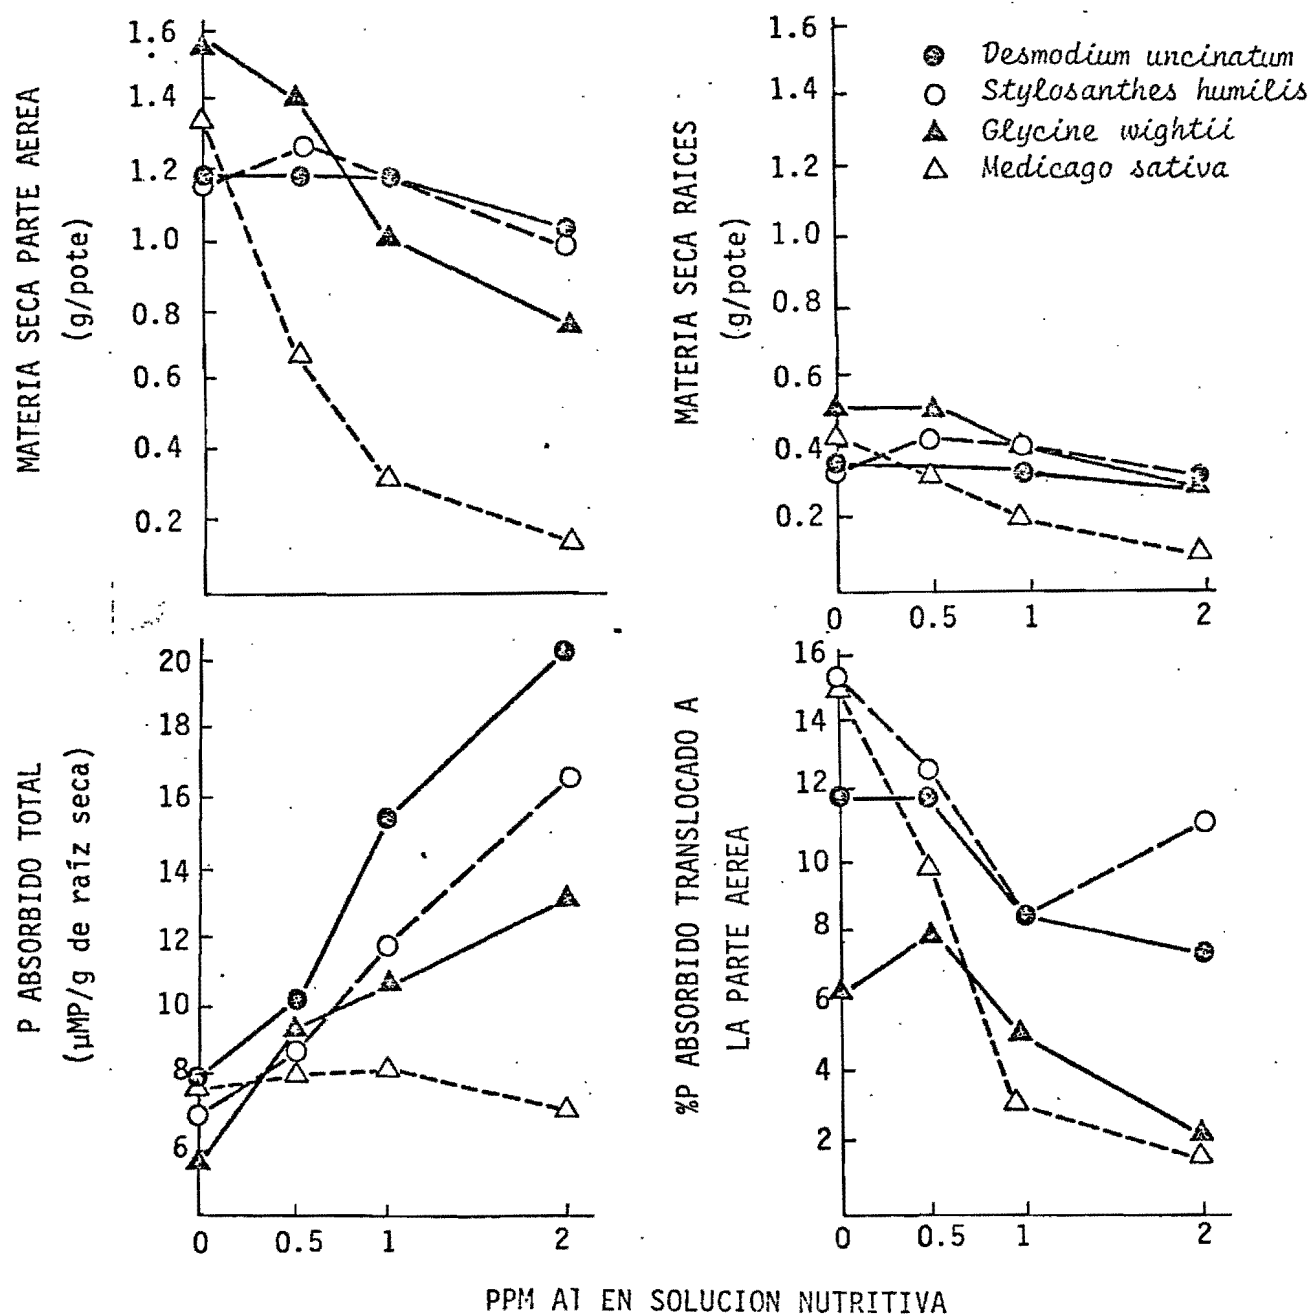 MATERIA SECA PARTE AEREA
(g/pote)
1.6
1.4
1.2
1.0
0.8
0.6
0.4
0.2
MATERIA SECA RAICES
(g/pote)
1.6
1.4
1.2
1.0
0.8
0.6
0.4
0.2
0 0.5 1 2
Desmodium uncinatum
Stylosanthes humilis
Glycine wightii
Medicago sativa
P ABSORBIDO TOTAL
(µMP/g de raíz seca)
20
18
16
14
12
10
8
6
0 0.5 1 2
%P ABSORBIDO TRANSLOCADO A
LA PARTE AEREA
16
14
12
10
8
6
4
2
0 0.5 1 2
PPM Al EN SOLUCION NUTRITIVA